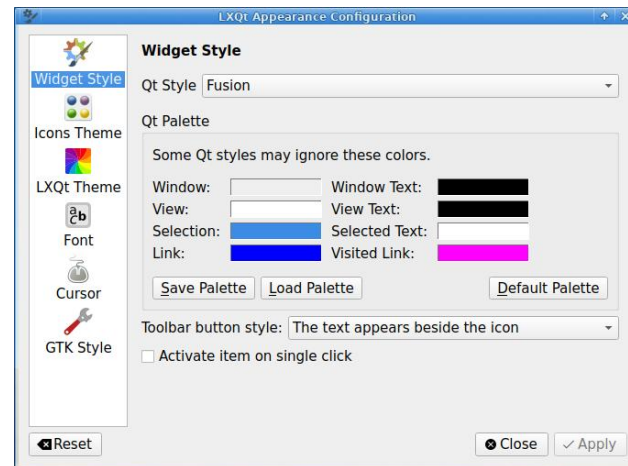 LXQt Appearance Configuration
Widget Style
Icons Theme
LXQt Theme
Font
Cursor
GTK Style
Widget Style
Qt Style Fusion
Qt Palette
Some Qt styles may ignore these colors.
Window: Window Text:
View: View Text:
Selection: Selected Text:
Link: Visited Link:
Save Palette Load Palette Default Palette
Toolbar button style: The text appears beside the icon
Activate item on single click
Reset Close Apply